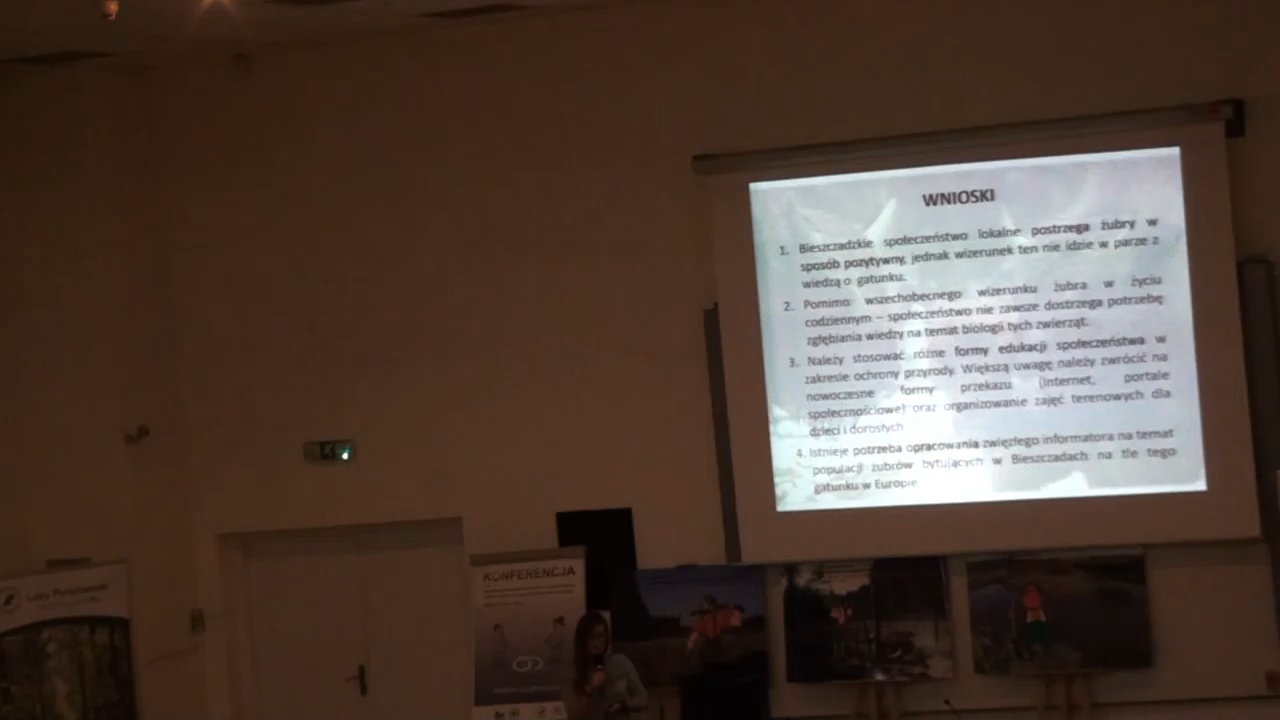 WNIOSKI
1. Bieszczadzkie społeczeństwo lokalne postrzega żubry w
sposób pozytywny, jednak wizerunek ten nie idzie w parze z
wiedzą o gatunku.
2. Pomimo wszechobecnego wizerunku żubra w życiu
codziennym – społeczeństwo nie zawsze dostrzega potrzebę
zgłębiania wiedzy na temat biologii tych zwierząt.
3. Należy stosować różne formy edukacji społeczeństwa w
zakresie ochrony przyrody. Większą uwagę należy zwrócić na
nowoczesne formy przekazu (Internet, portale
społecznościowe) oraz organizowanie zajęć terenowych dla
dzieci i dorosłych
4. Istnieje potrzeba opracowania zwięzłego informatora na temat
populacji żubrów bytujących w Bieszczadach na tle tego
gatunku w Europie
KONFERENCJA
Lasy Państwowe